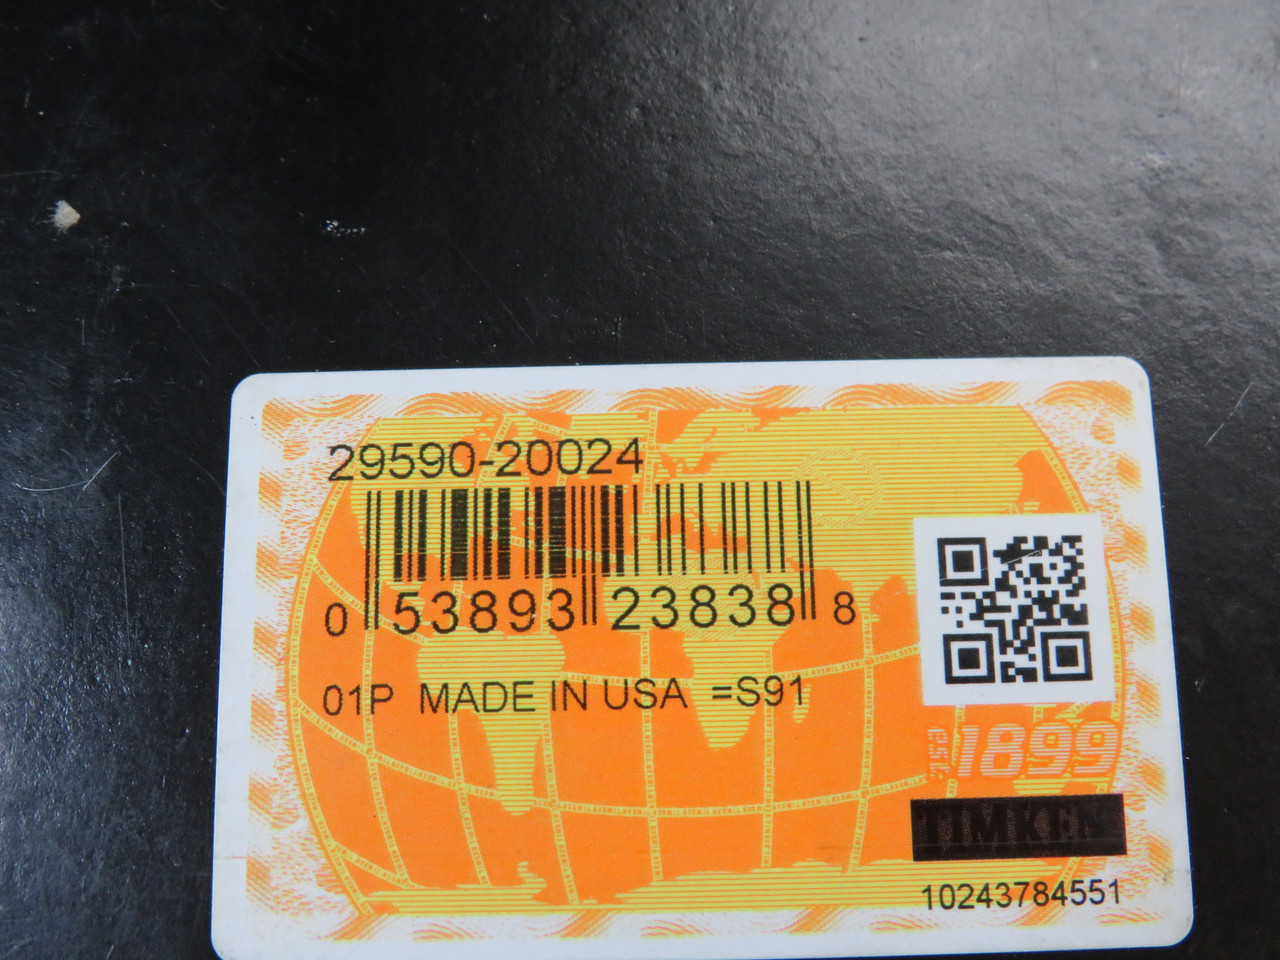 29590-20024
0 53893 23838 8
01P MADE IN USA =S91
1899
TIMKEN
10243784551